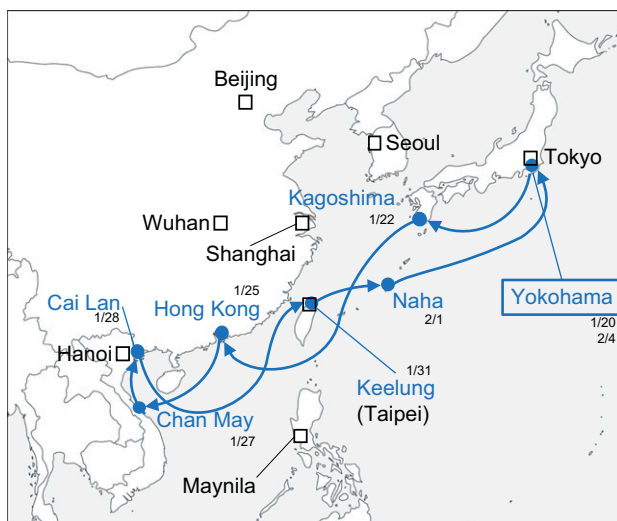 Beijing
Seoul
Tokyo
Kagoshima
1/22
Wuhan
Shanghai
1/25
Hong Kong
Cai Lan
1/28
Hanoi
Naha
2/1
Yokohama
1/20
2/4
1/31
Keelung
(Taipei)
Chan May
1/27
Maynila